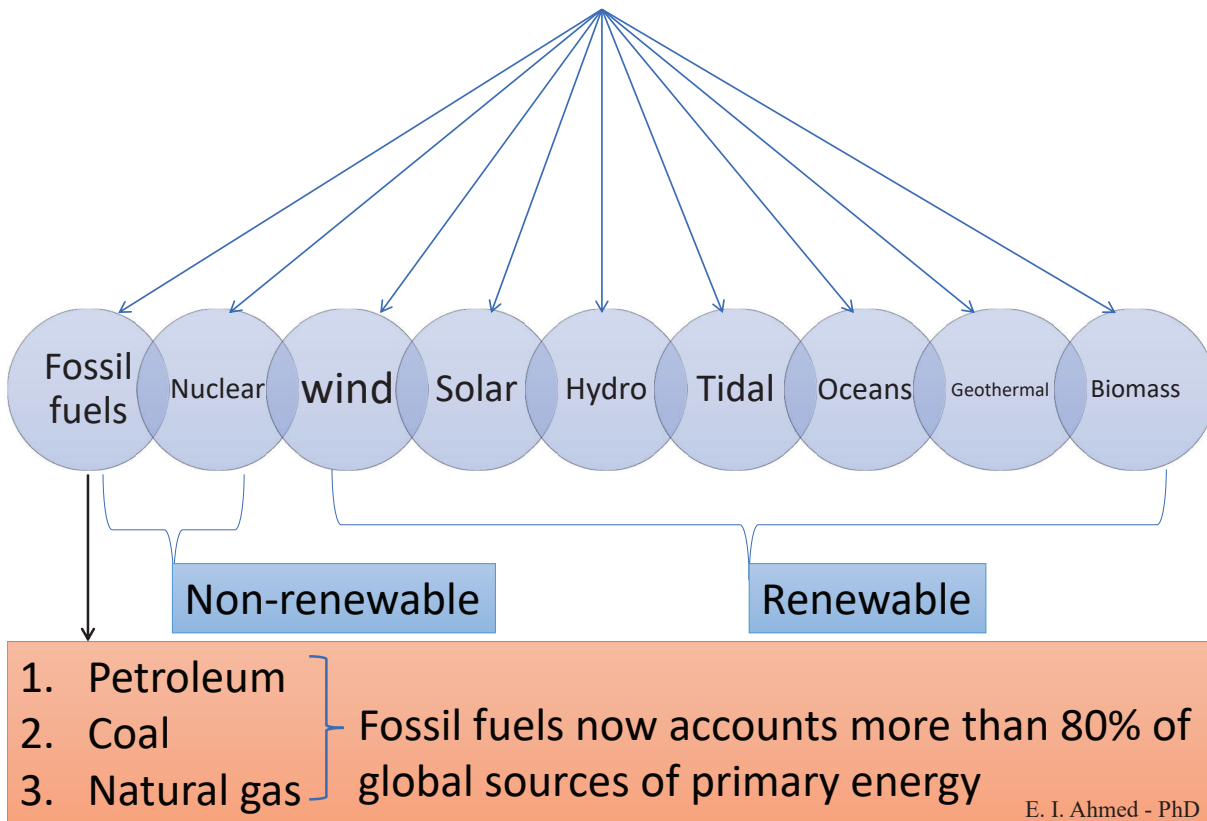 Fossil
fuels
Nuclear
wind
Solar
Hydro
Tidal
Oceans
Geothermal
Biomass
Non-renewable
Renewable
1. Petroleum
2. Coal
3. Natural gas
Fossil fuels now accounts more than 80% of
global sources of primary energy
E. I. Ahmed - PhD